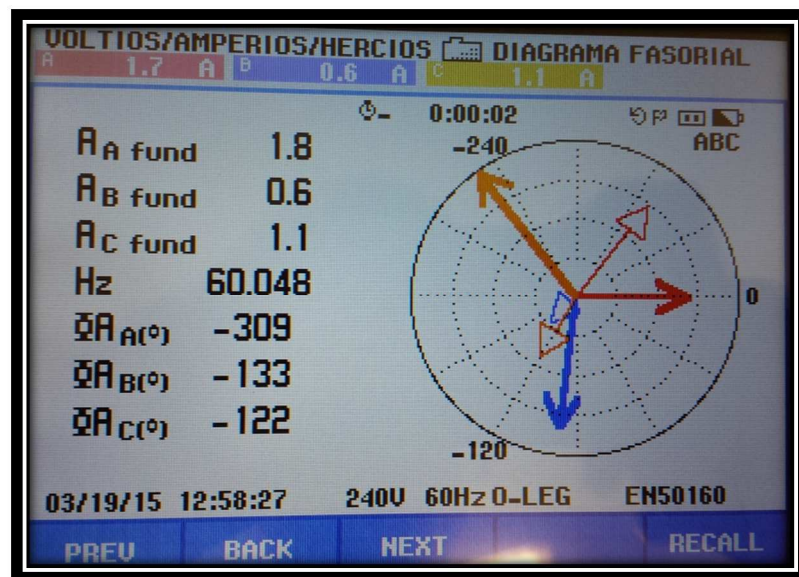 VOLTIOS/AMPERIOS/HERCIOS DIAGRAMA FASORIAL
A 1.7 A B 0.6 A C 1.1 A
0:00:02
-240 ABC
A A fund 1.8
A B fund 0.6
A C fund 1.1
Hz 60.048
0
ΦA A(°) -309
ΦA B(°) -133
ΦA C(°) -122
-120
03/19/15 12:58:27 240V 60Hz O-LEG EN50160
PREV BACK NEXT RECALL